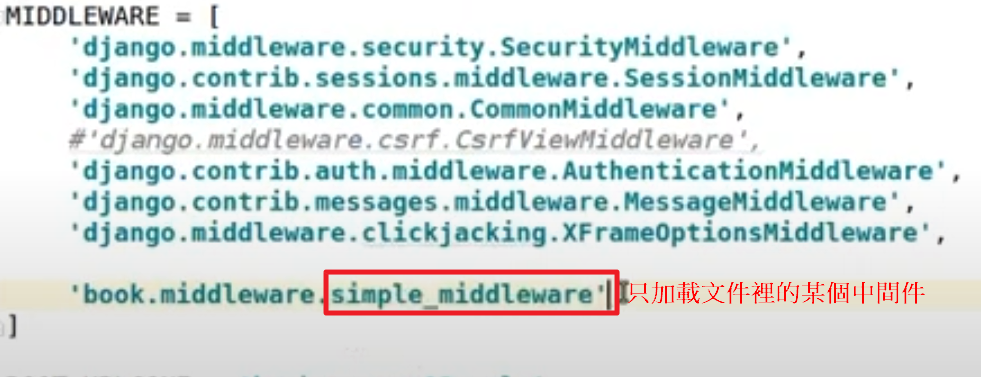 MIDDLEWARE = [
'django.middleware.security.SecurityMiddleware',
'django.contrib.sessions.middleware.SessionMiddleware',
'django.middleware.common.CommonMiddleware',
#'django.middleware.csrf.CsrfViewMiddleware',
'django.contrib.auth.middleware.AuthenticationMiddleware',
'django.contrib.messages.middleware.MessageMiddleware',
'django.middleware.clickjacking.XFrameOptionsMiddleware',
'book.middleware.simple_middleware' 只加載文件裡的某個中間件
]